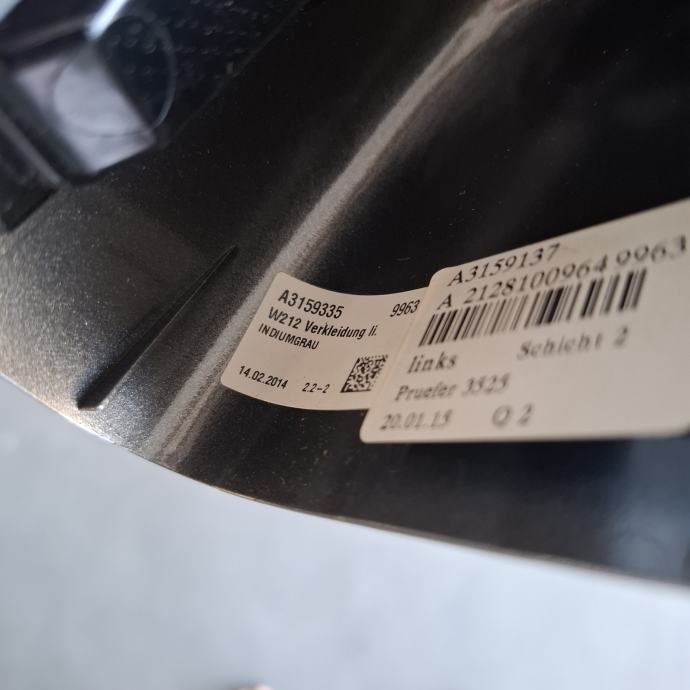 A3159335 9963
W212 Verkleidung li.
INDIUMGRAU
14.02.2014 2.2-2
A3159137
A 2128100964 9963
links Schicht 2
Pruefer 3525
20.01.15 Q 2